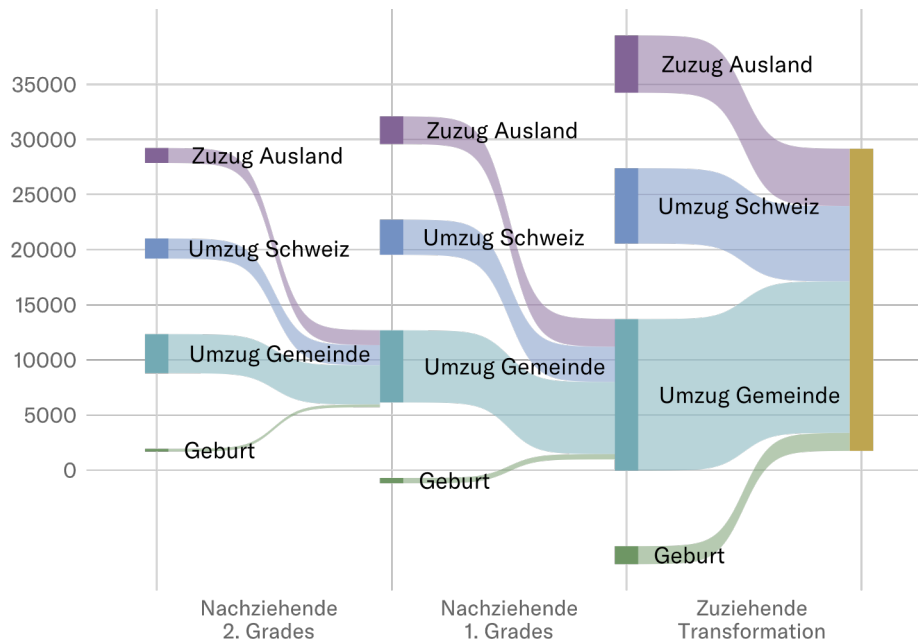 35000
30000
25000
20000
15000
10000
5000
0
Zuzug Ausland
Umzug Schweiz
Umzug Gemeinde
Geburt
Zuzug Ausland
Umzug Schweiz
Umzug Gemeinde
Geburt
Zuzug Ausland
Umzug Schweiz
Umzug Gemeinde
Geburt
Nachziehende
2. Grades
Nachziehende
1. Grades
Zuziehende
Transformation